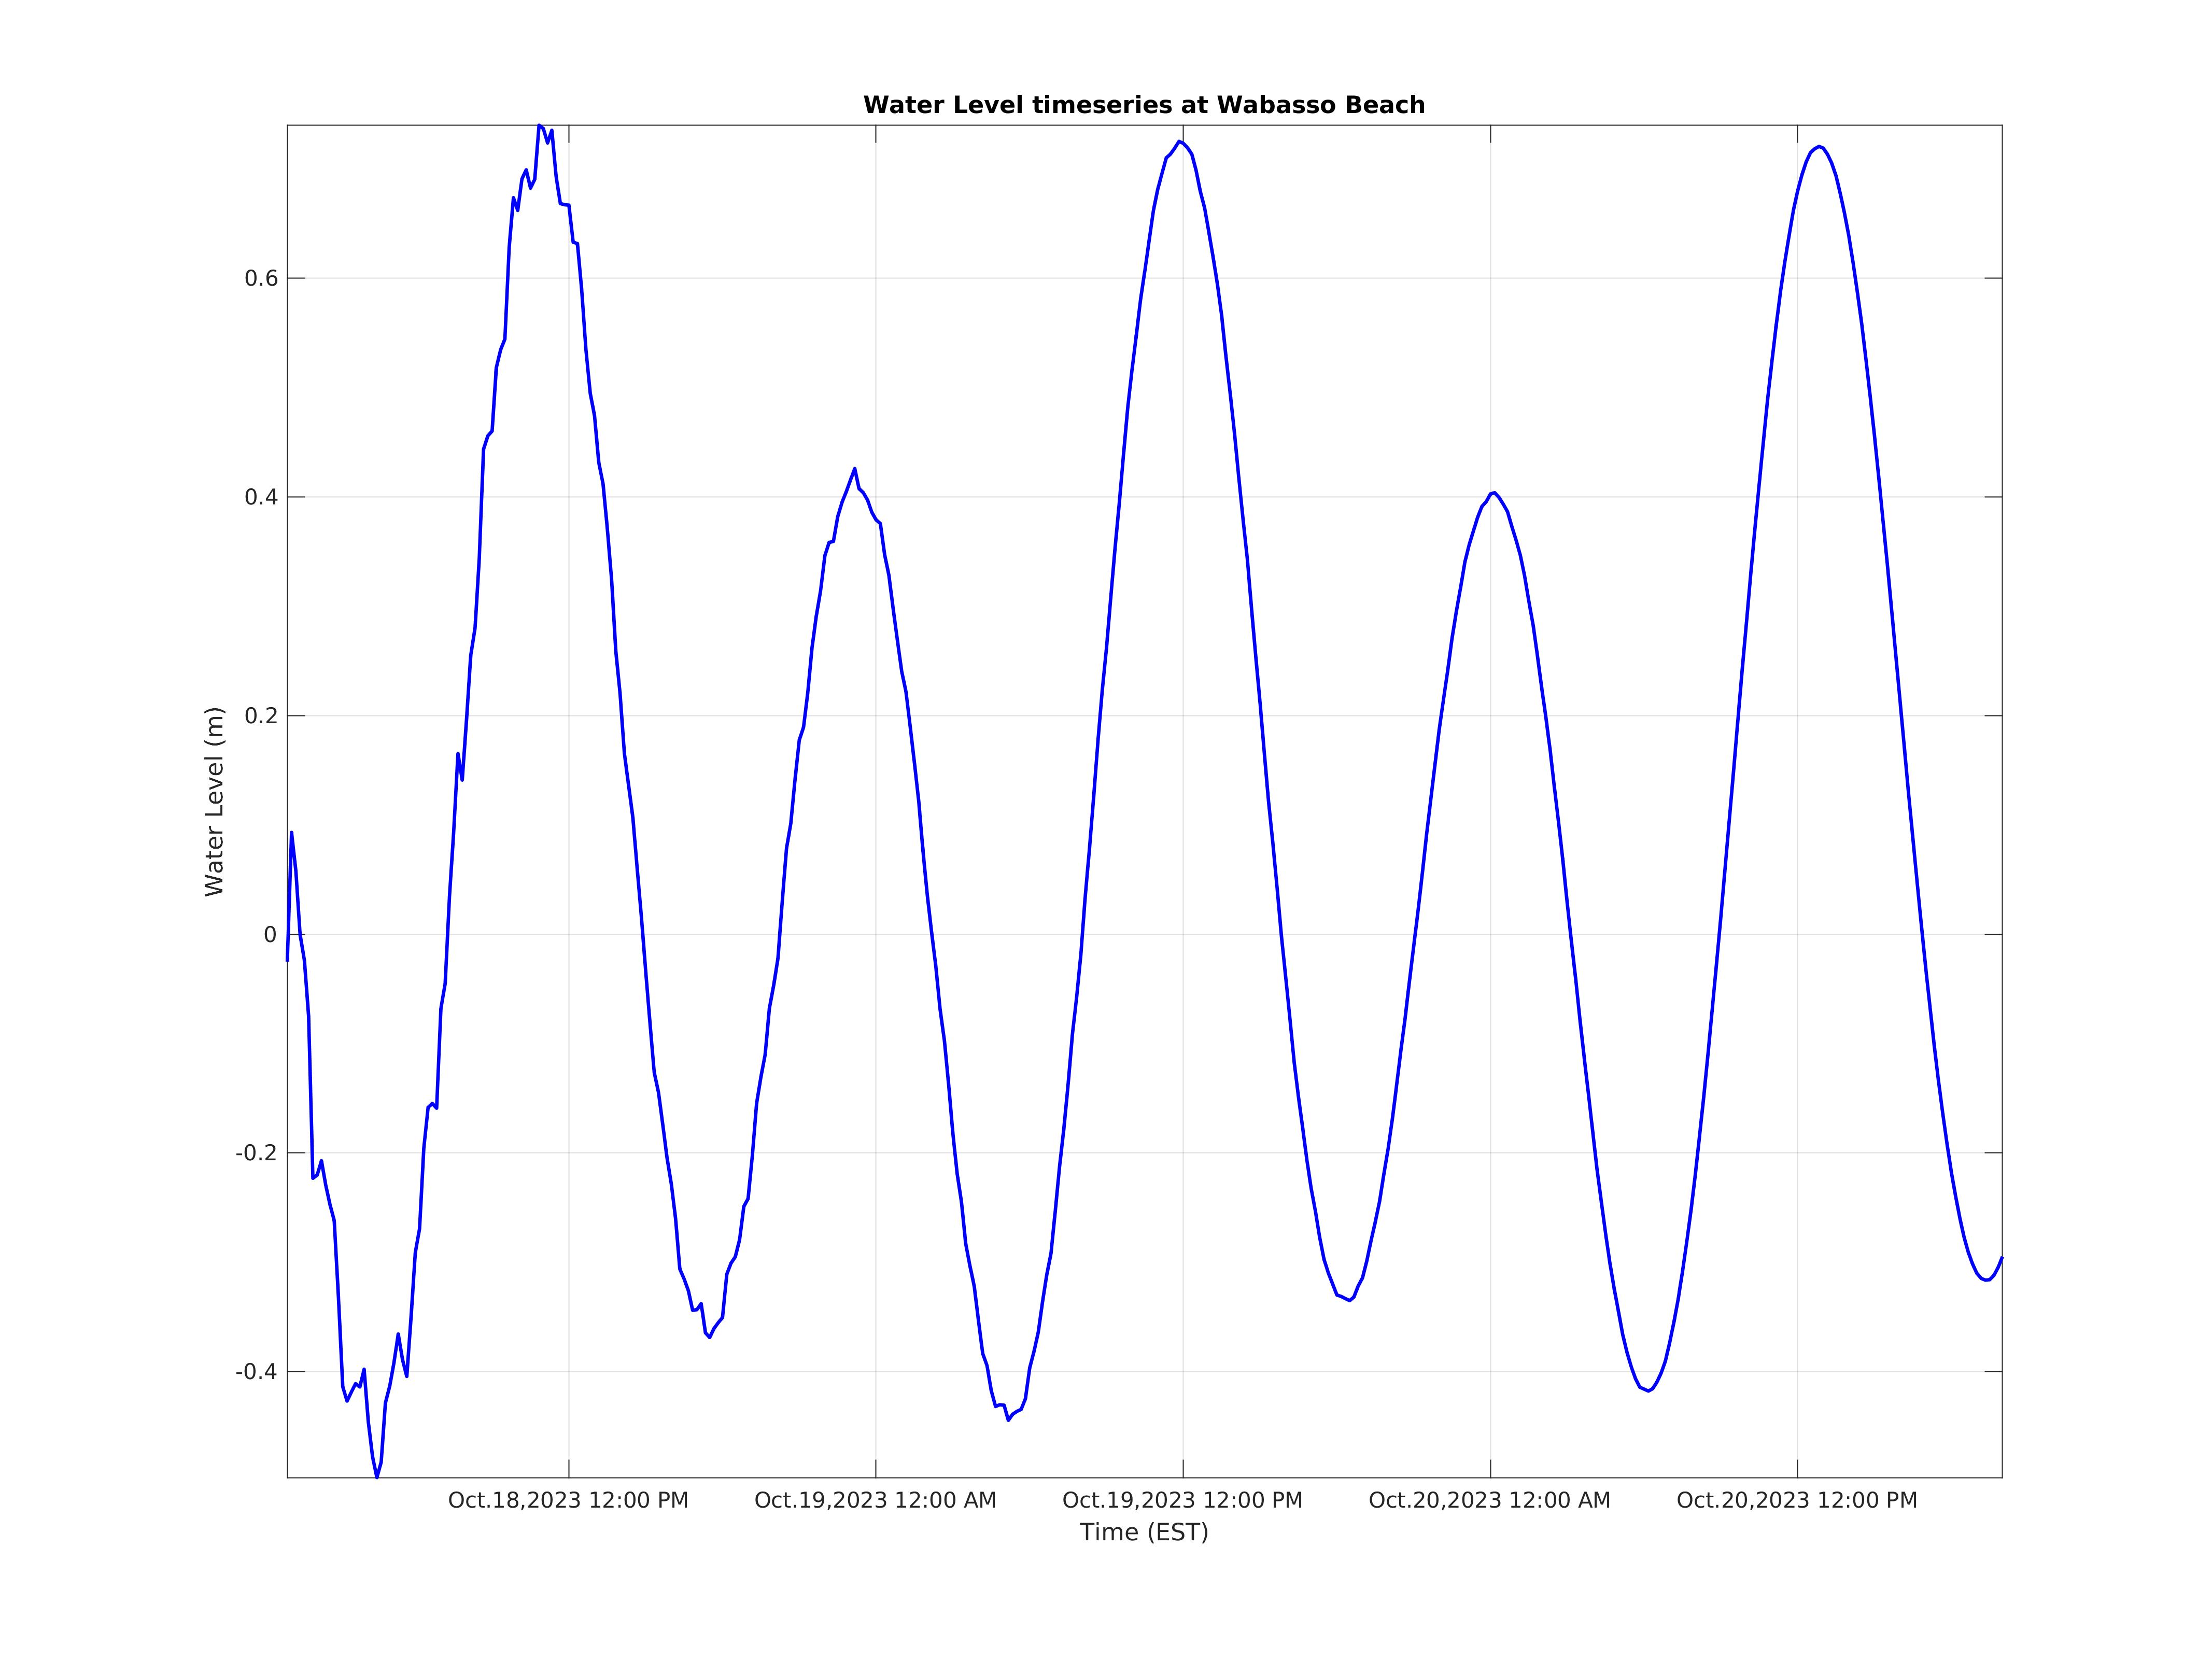 Water Level timeseries at Wabasso Beach
0.6
0.4
0.2
0
-0.2
-0.4
Water Level (m)
Oct.18,2023 12:00 PM
Oct.19,2023 12:00 AM
Oct.19,2023 12:00 PM
Oct.20,2023 12:00 AM
Oct.20,2023 12:00 PM
Time (EST)